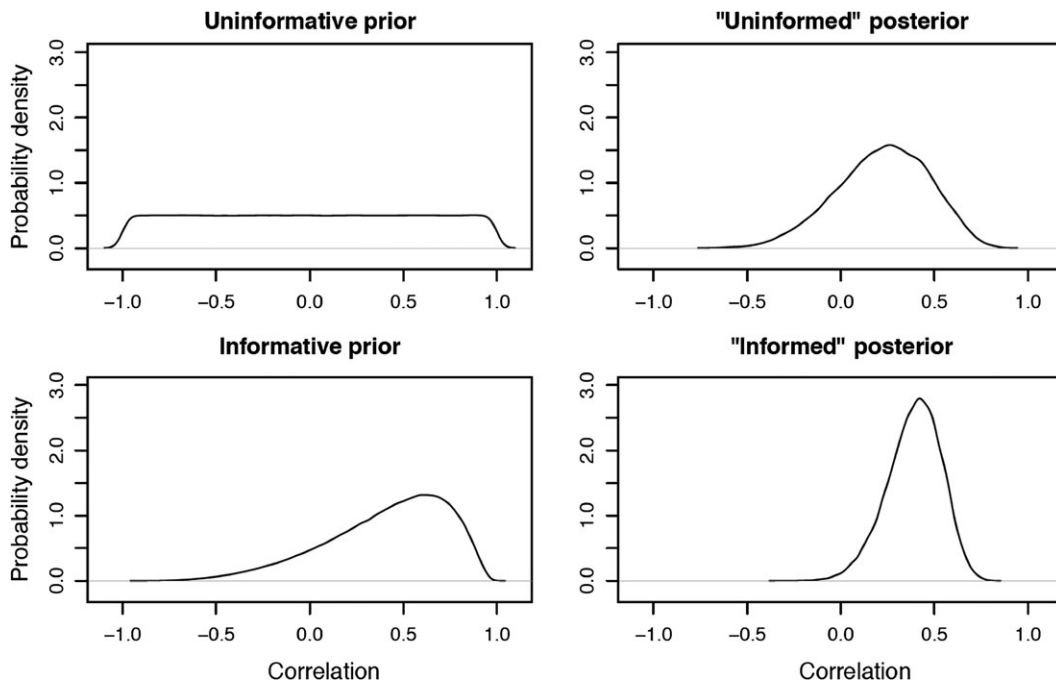 Uninformative prior
"Uninformed" posterior
Probability density
3.0
2.0
1.0
0.0
3.0
2.0
1.0
0.0
−1.0 −0.5 0.0 0.5 1.0
−1.0 −0.5 0.0 0.5 1.0
Informative prior
"Informed" posterior
Probability density
3.0
2.0
1.0
0.0
3.0
2.0
1.0
0.0
−1.0 −0.5 0.0 0.5 1.0
−1.0 −0.5 0.0 0.5 1.0
Correlation
Correlation